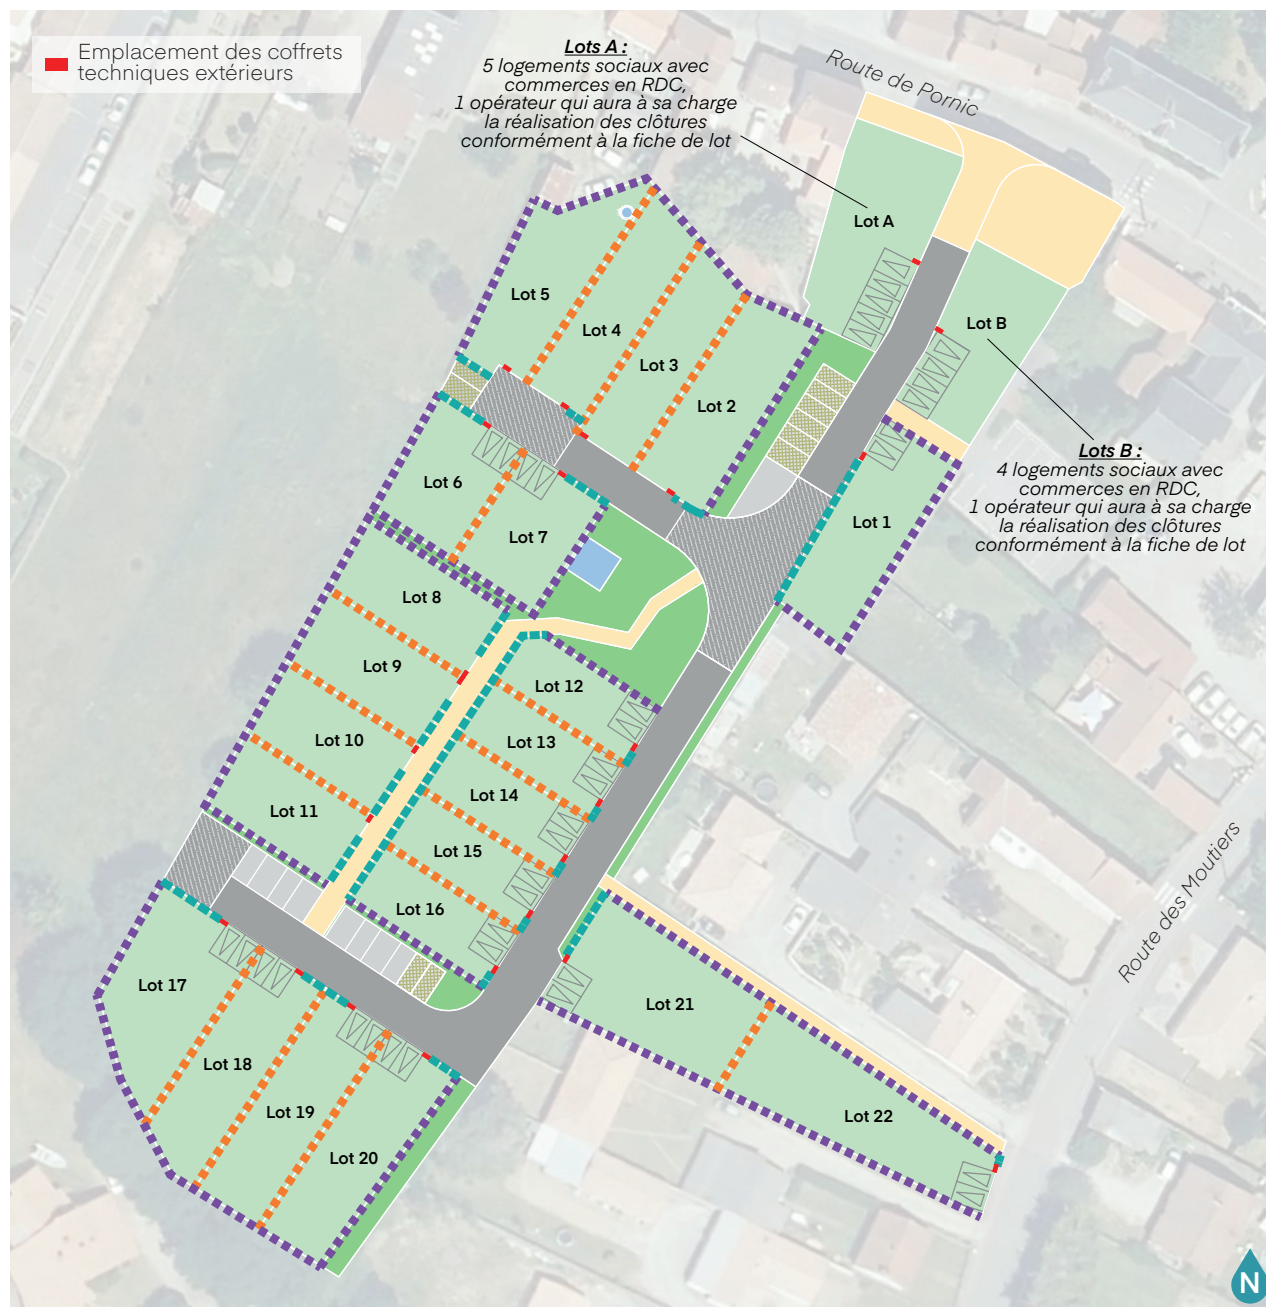 Emplacement des coffrets
techniques extérieurs
Lots A :
5 logements sociaux avec
commerces en RDC,
1 opérateur qui aura à sa charge
la réalisation des clôtures
conformément à la fiche de lot
Route de Pornic
Lot A
Lot 5
Lot 4
Lot B
Lot 3
Lot 2
Lots B :
4 logements sociaux avec
commerces en RDC,
1 opérateur qui aura à sa charge
la réalisation des clôtures
conformément à la fiche de lot
Lot 6
Lot 1
Lot 7
Lot 8
Lot 9
Lot 12
Lot 10
Lot 13
Lot 14
Lot 11
Lot 15
Lot 16
Route des Moutiers
Lot 17
Lot 21
Lot 18
Lot 19
Lot 22
Lot 20
N